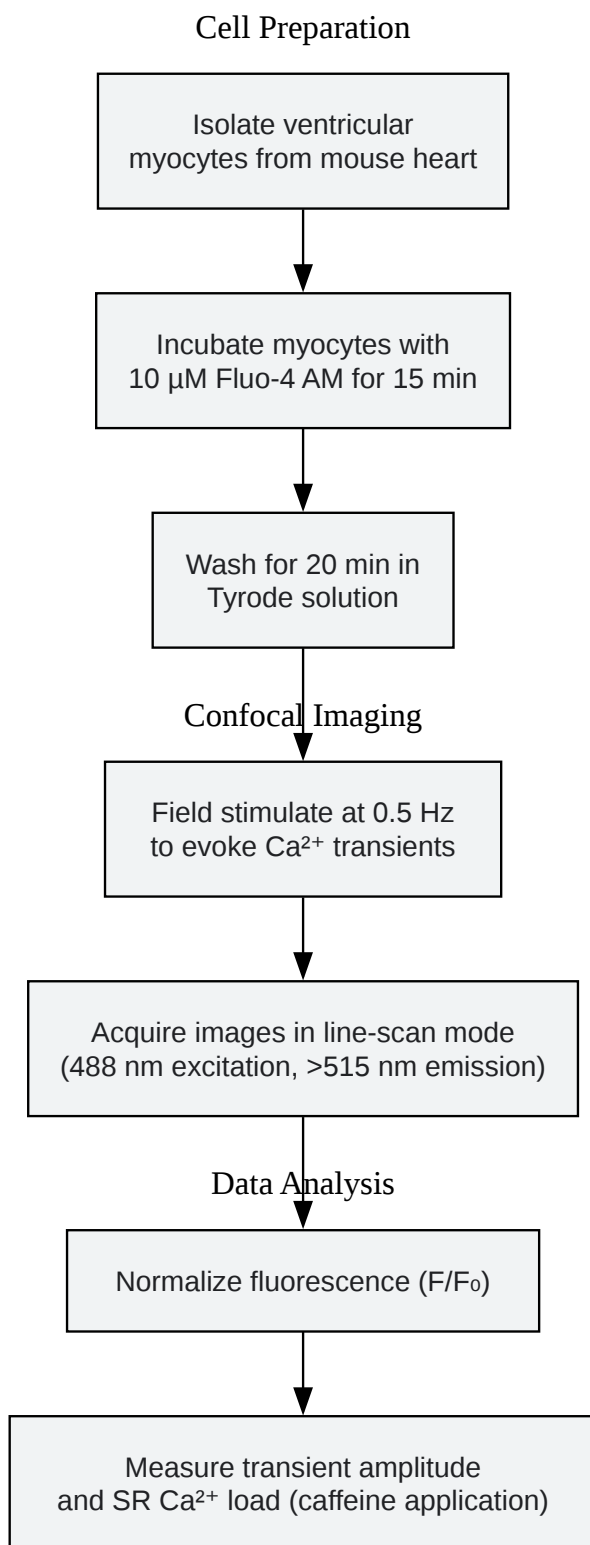 Cell Preparation
Isolate ventricular
myocytes from mouse heart
Incubate myocytes with
10 µM Fluo-4 AM for 15 min
Wash for 20 min in
Tyrode solution
Confocal Imaging
Field stimulate at 0.5 Hz
to evoke Ca²⁺ transients
Acquire images in line-scan mode
(488 nm excitation, >515 nm emission)
Data Analysis
Normalize fluorescence (F/F₀)
Measure transient amplitude
and SR Ca²⁺ load (caffeine application)